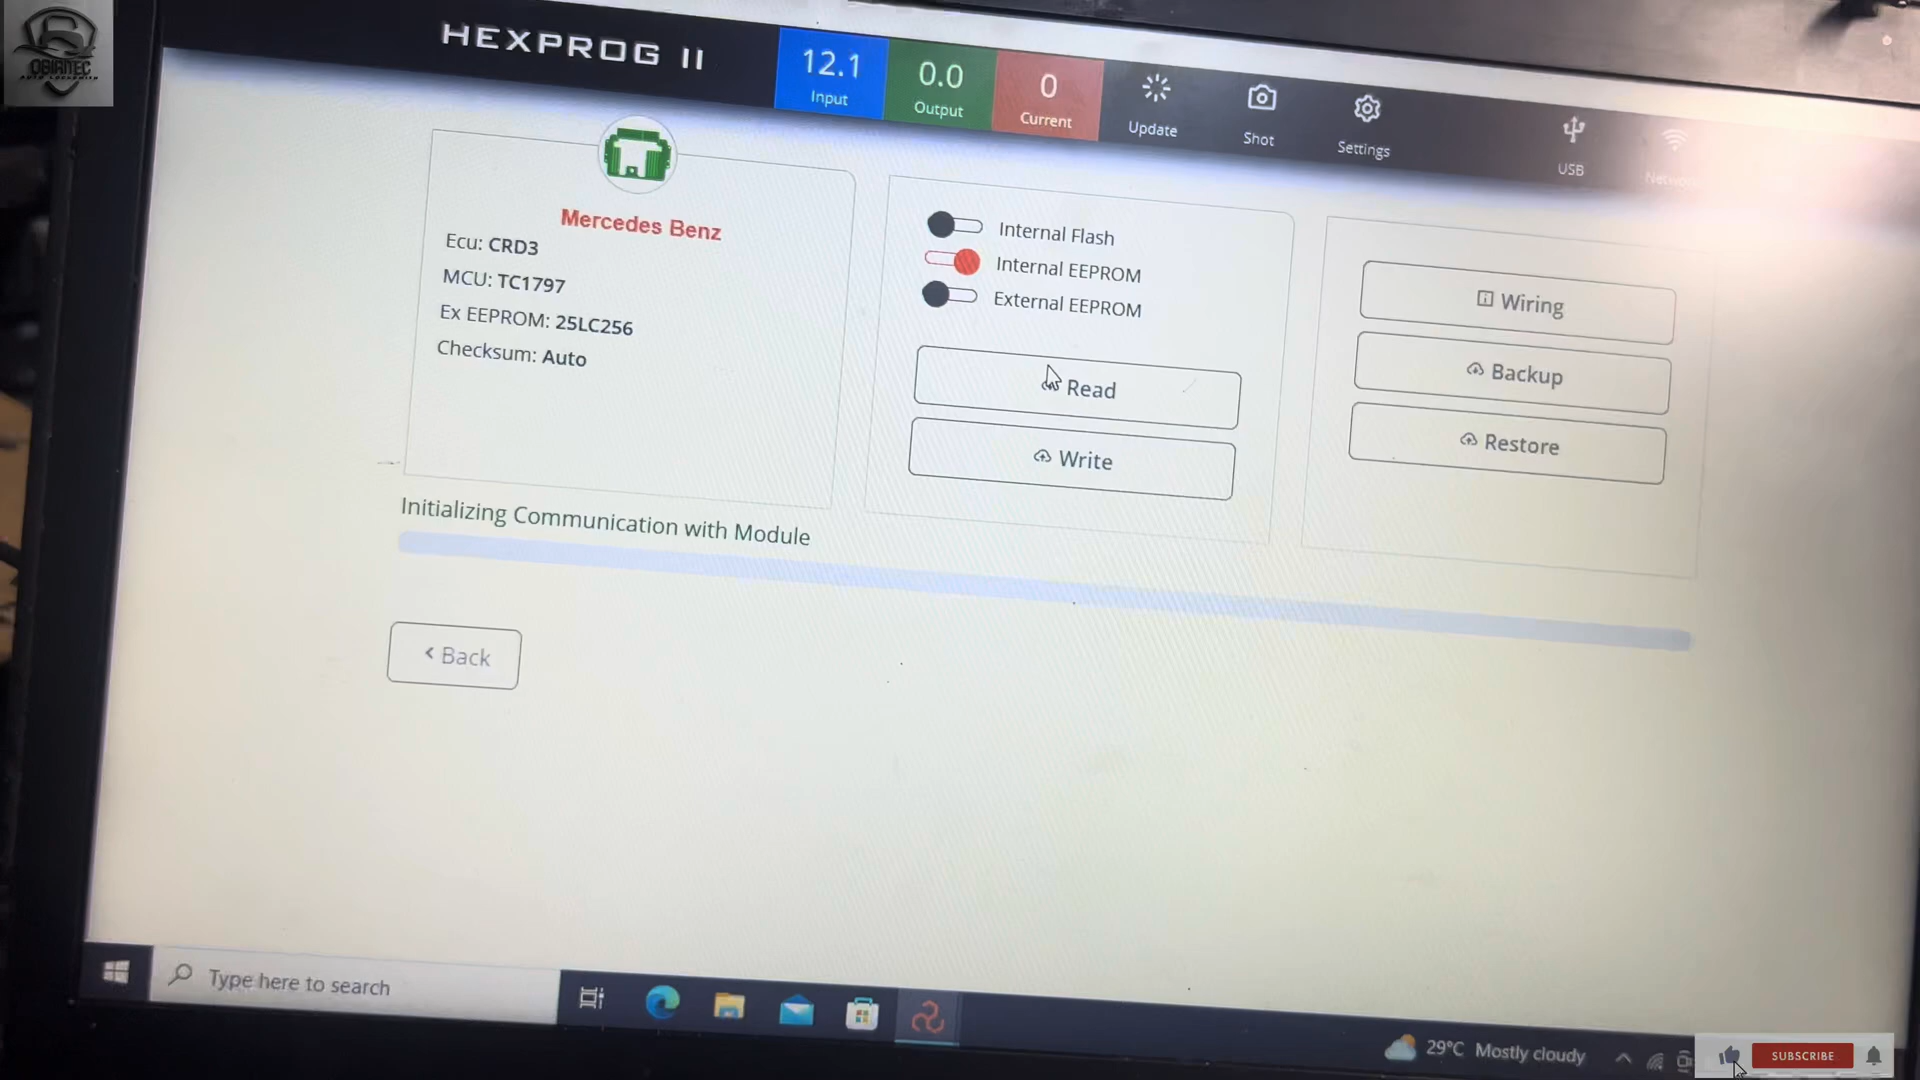 HEXPROG II
12.1
Input
0.0
Output
0
Current
Update
Shot
Settings
USB
Network
Mercedes Benz
Ecu: CRD3
MCU: TC1797
Ex EEPROM: 25LC256
Checksum: Auto
Internal Flash
Internal EEPROM
External EEPROM
Read
Write
Wiring
Backup
Restore
Initializing Communication with Module
Back
Type here to search
29°C Mostly cloudy
SUBSCRIBE